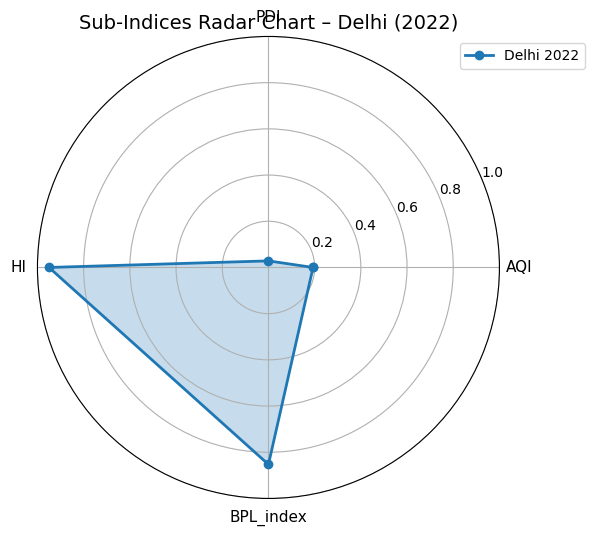 Sub-Indices Radar Chart – Delhi (2022)
PDI
Delhi 2022
1.0
0.8
0.6
0.4
0.2
HI
AQI
BPL_index